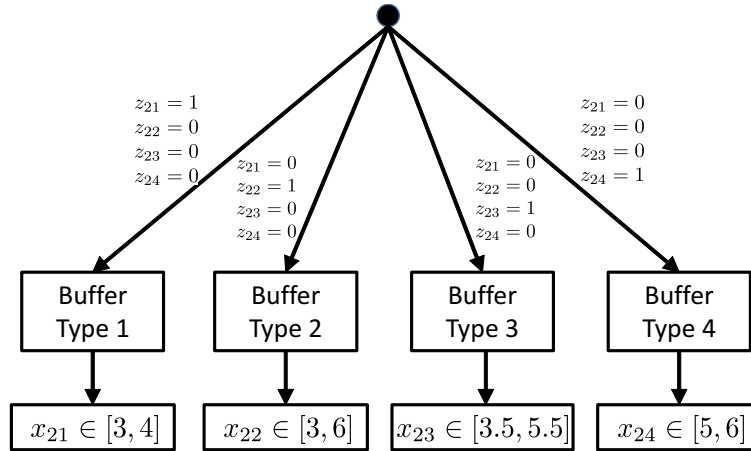 z₂₁ = 1
z₂₂ = 0
z₂₃ = 0
z₂₄ = 0
z₂₁ = 0
z₂₂ = 1
z₂₃ = 0
z₂₄ = 0
z₂₁ = 0
z₂₂ = 0
z₂₃ = 1
z₂₄ = 0
z₂₁ = 0
z₂₂ = 0
z₂₃ = 0
z₂₄ = 1
Buffer
Type 1
Buffer
Type 2
Buffer
Type 3
Buffer
Type 4
x₂₁ ∈ [3, 4]
x₂₂ ∈ [3, 6]
x₂₃ ∈ [3.5, 5.5]
x₂₄ ∈ [5, 6]